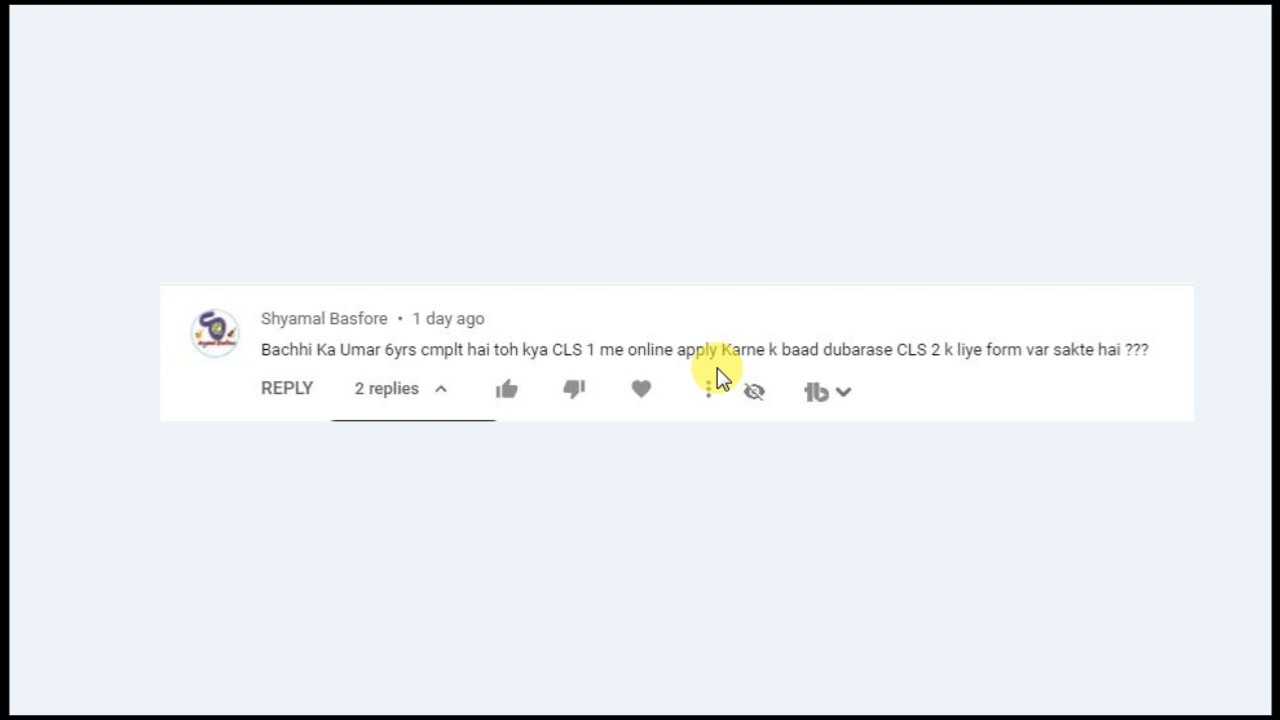 Shyamal Basfore • 1 day ago
Bachhi Ka Umar 6yrs cmplt hai toh kya CLS 1 me online apply Karne k baad dubarase CLS 2 k liye form var sakte hai ???
REPLY 2 replies